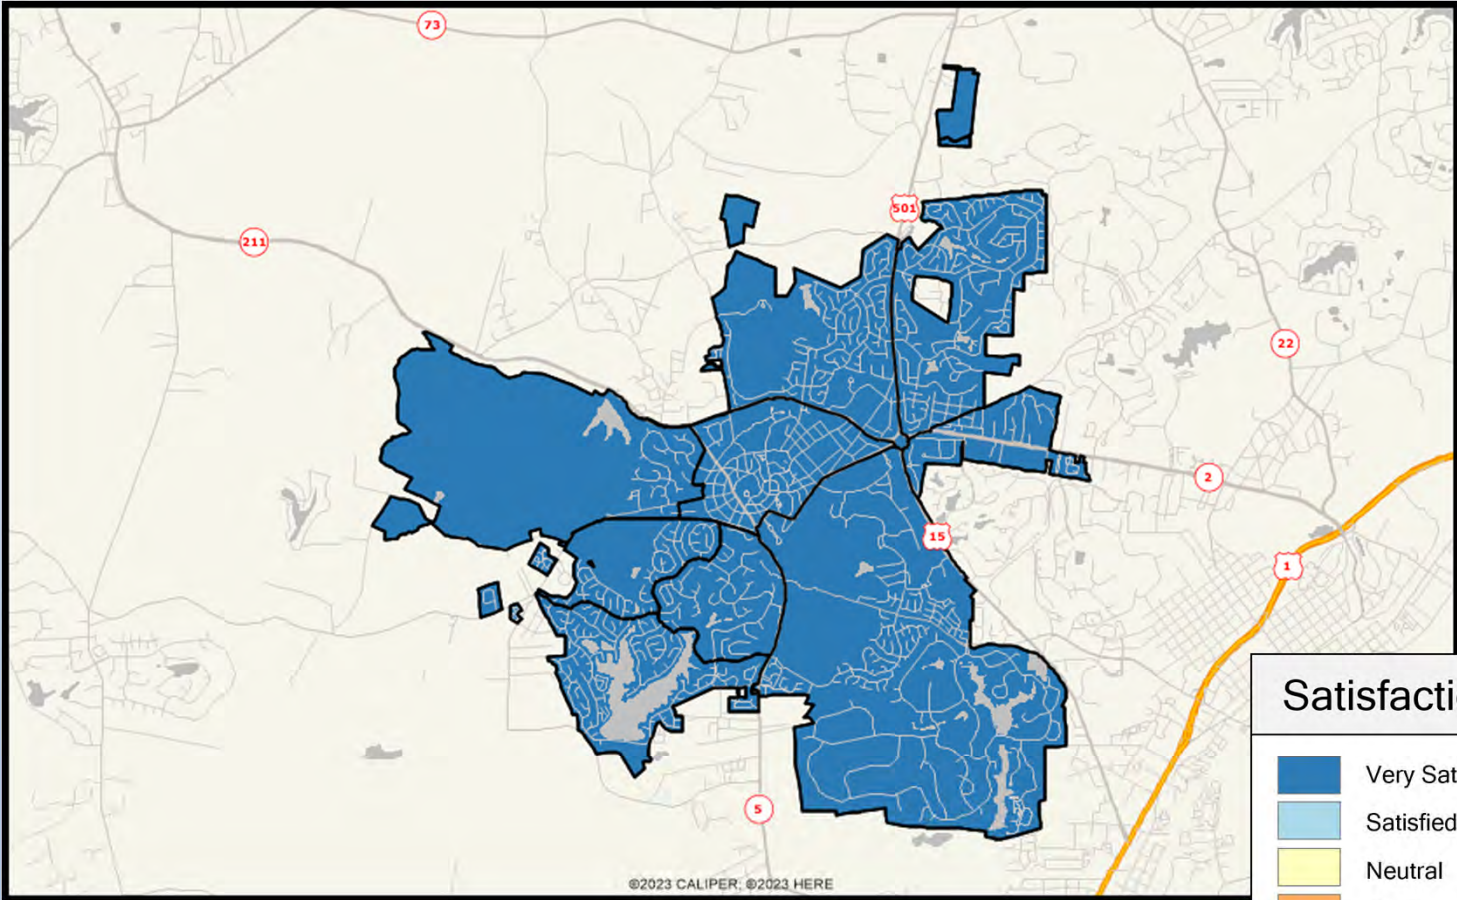 73
501
211
22
2
15
1
5
Satisfacti
Very Sat
Satisfied
Neutral
©2023 CALIPER; ©2023 HERE